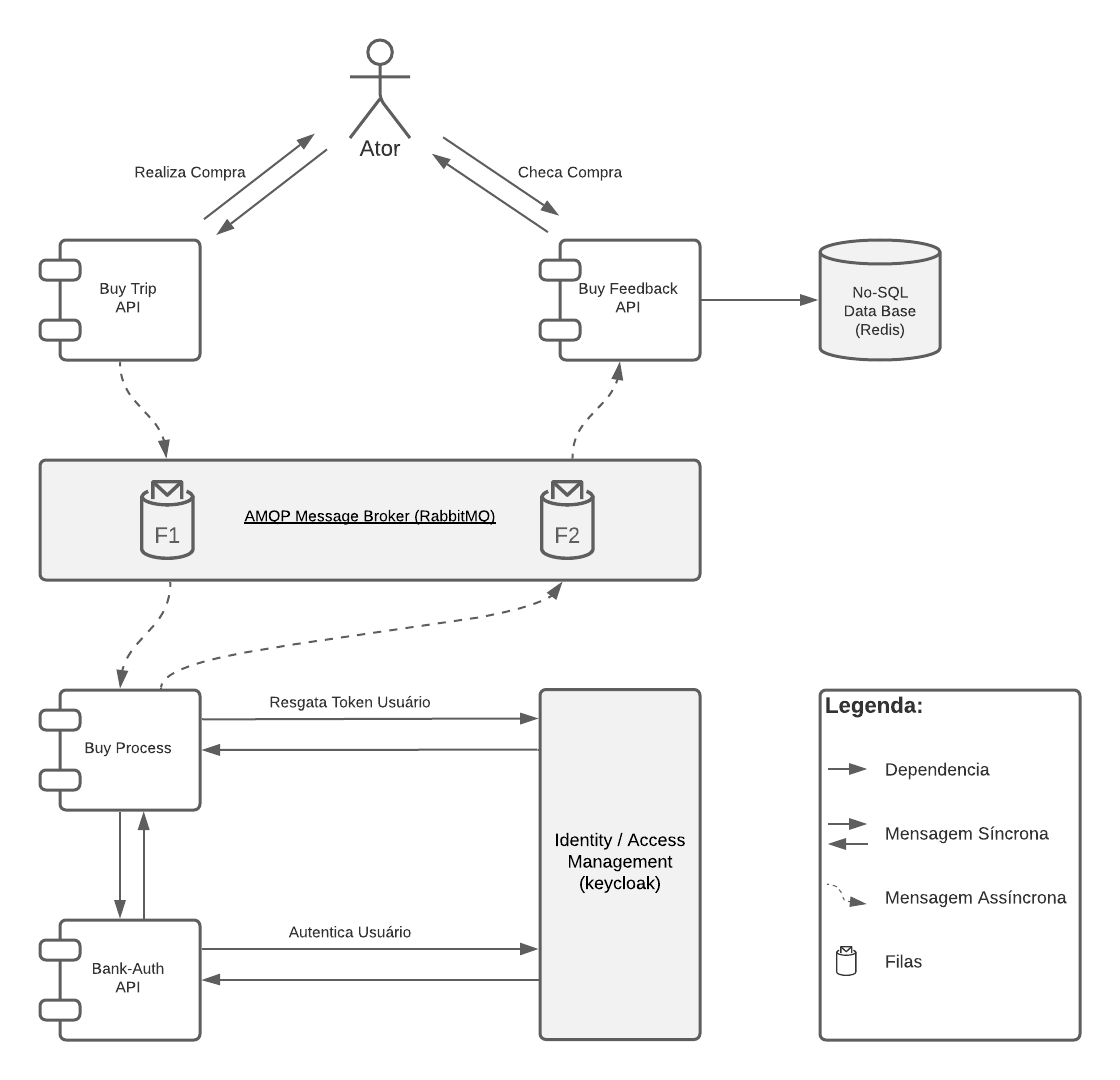 Ator
Realiza Compra
Checa Compra
Buy Trip
API
Buy Feedback
API
No-SQL
Data Base
(Redis)
F1
AMQP Message Broker (RabbitMQ)
F2
Resgata Token Usuário
Buy Process
Identity / Access
Management
(keycloak)
Autentica Usuário
Bank-Auth
API
Legenda:
Dependencia
Mensagem Síncrona
Mensagem Assíncrona
Filas